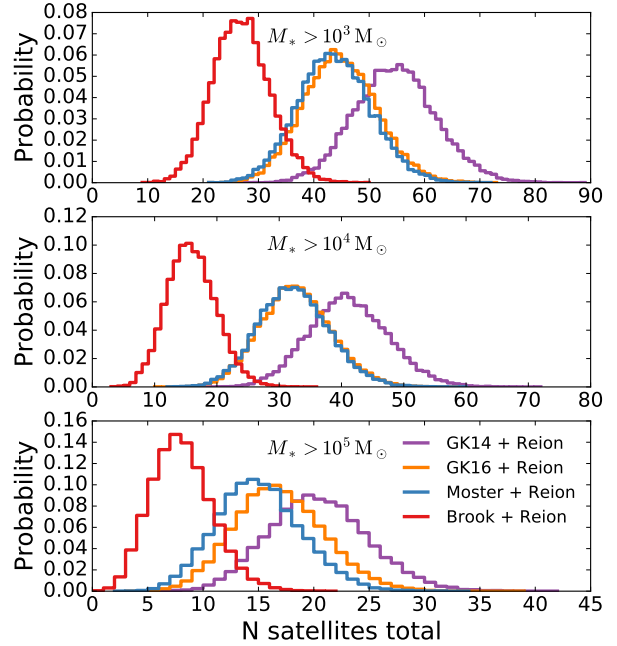 Probability
0.08
0.07
0.06
0.05
0.04
0.03
0.02
0.01
0.00
M* > 10³ M☉
0 10 20 30 40 50 60 70 80 90
Probability
0.12
0.10
0.08
0.06
0.04
0.02
0.00
M* > 10⁴ M☉
0 10 20 30 40 50 60 70 80
Probability
0.16
0.14
0.12
0.10
0.08
0.06
0.04
0.02
0.00
M* > 10⁵ M☉
GK14 + Reion
GK16 + Reion
Moster + Reion
Brook + Reion
0 5 10 15 20 25 30 35 40 45
N satellites total